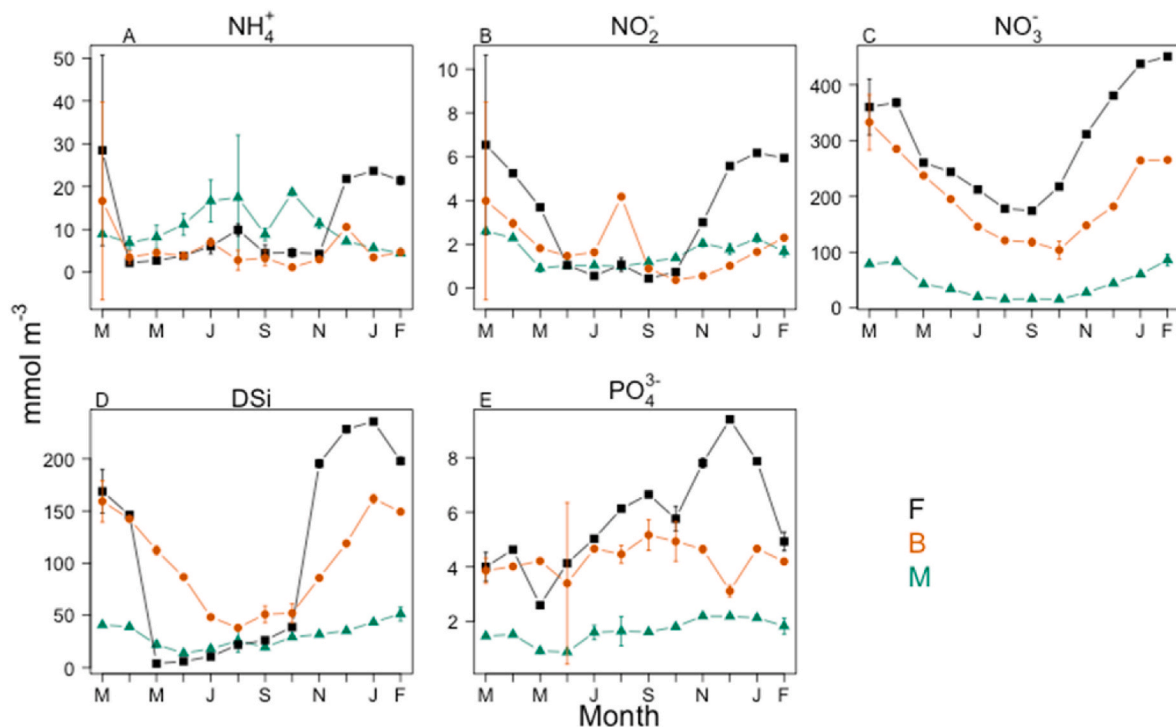 A NH₄⁺
50
40
30
20
10
0
M M J S N J F
B NO₂⁻
10
8
6
4
2
0
M M J S N J F
C NO₃⁻
400
300
200
100
0
M M J S N J F
mmol m⁻³
D DSi
200
150
100
50
0
M M J S N J F
E PO₄³⁻
8
6
4
2
M M J S N J F
F
B
M
Month